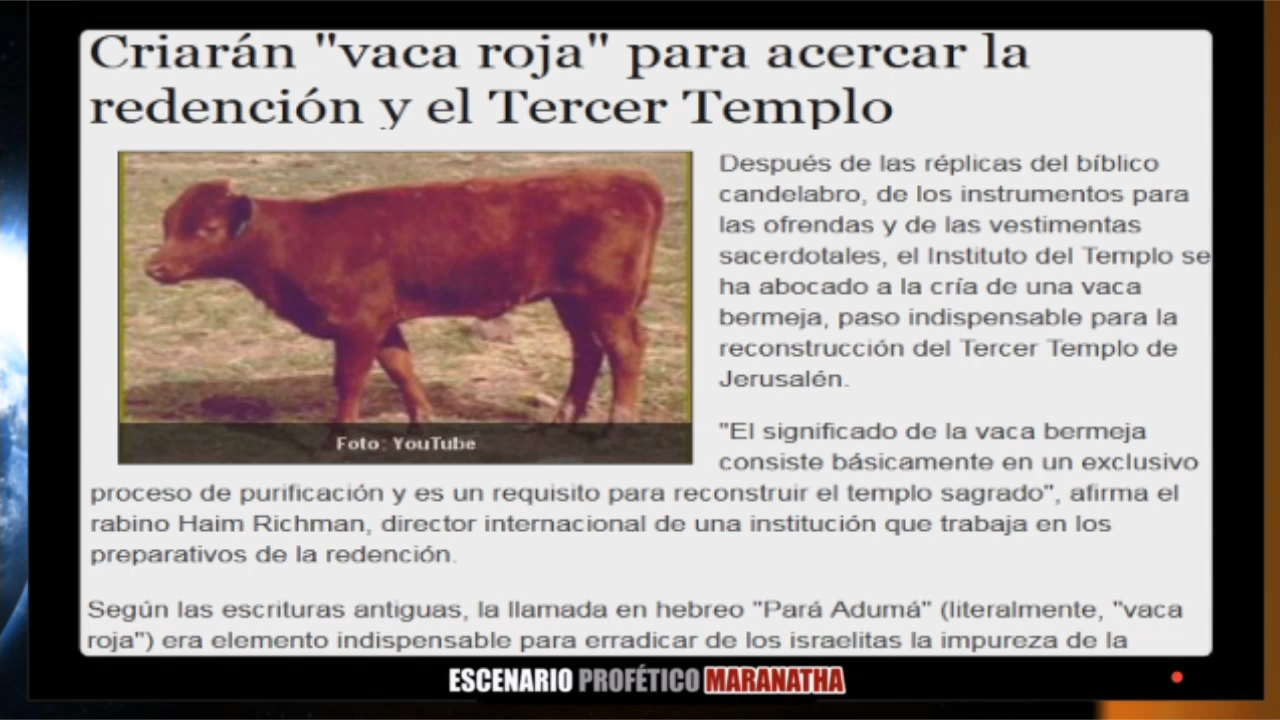 Criarán "vaca roja" para acercar la
redención y el Tercer Templo
Después de las réplicas del bíblico
candelabro, de los instrumentos para
las ofrendas y de las vestimentas
sacerdotales, el Instituto del Templo se
ha abocado a la cría de una vaca
bermeja, paso indispensable para la
reconstrucción del Tercer Templo de
Jerusalén.
Foto: YouTube
"El significado de la vaca bermeja
consiste básicamente en un exclusivo
proceso de purificación y es un requisito para reconstruir el templo sagrado", afirma el
rabino Haim Richman, director internacional de una institución que trabaja en los
preparativos de la redención.
Según las escrituras antiguas, la llamada en hebreo "Pará Adumá" (literalmente, "vaca
roja") era elemento indispensable para erradicar de los israelitas la impureza de la
ESCENARIO PROFÉTICO MARANATHA